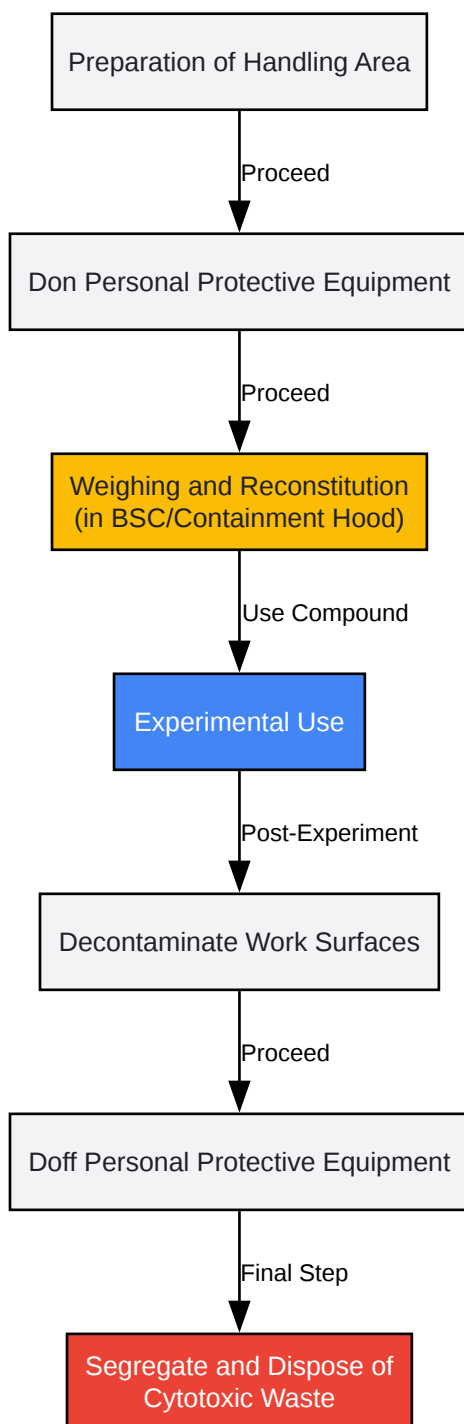 Preparation of Handling Area
Proceed
Don Personal Protective Equipment
Proceed
Weighing and Reconstitution
(in BSC/Containment Hood)
Use Compound
Experimental Use
Post-Experiment
Decontaminate Work Surfaces
Proceed
Doff Personal Protective Equipment
Final Step
Segregate and Dispose of
Cytotoxic Waste